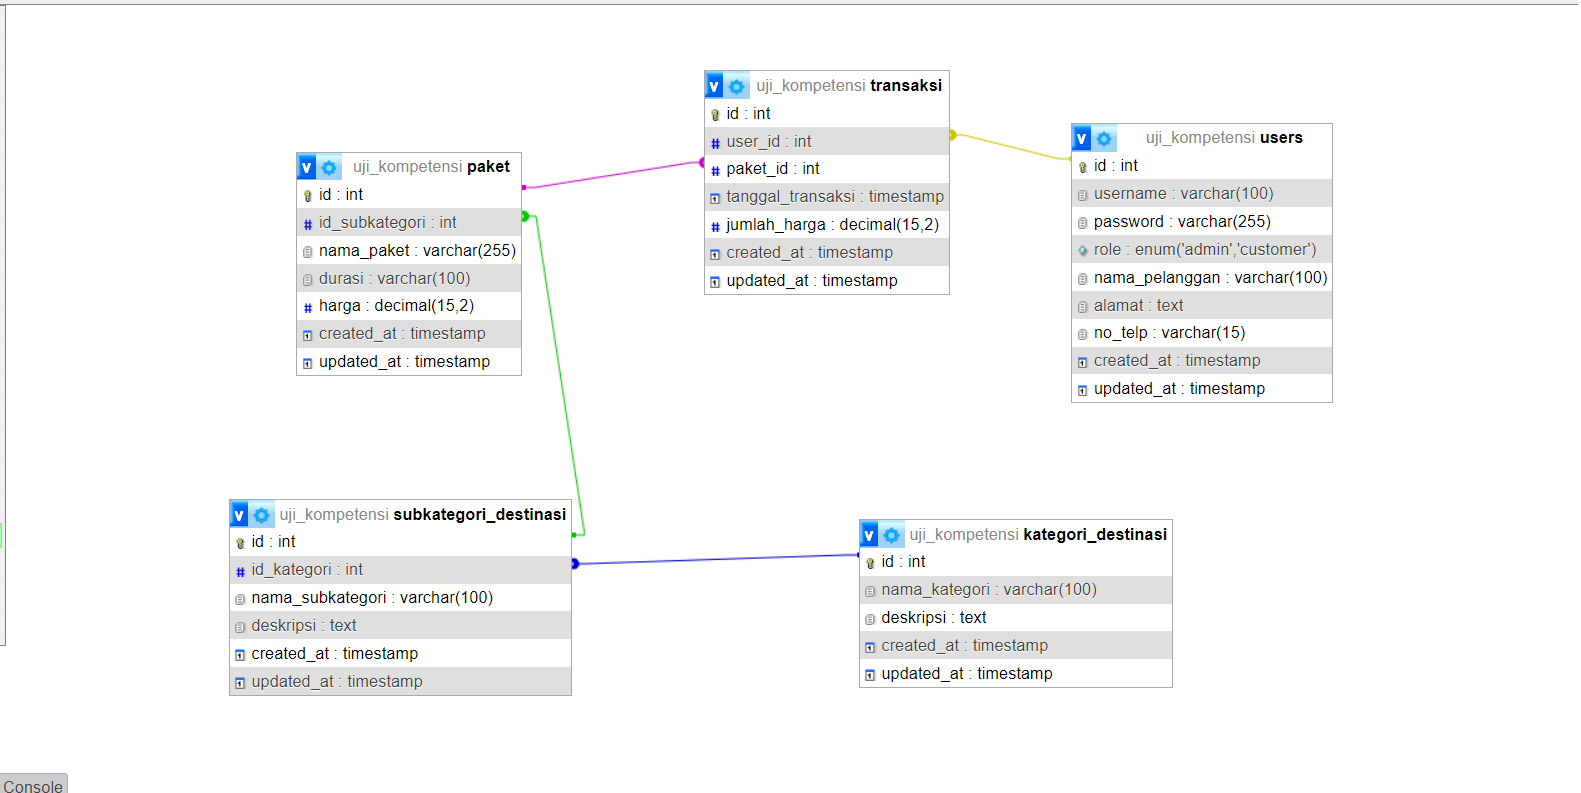 uji_kompetensi transaksi
id : int
user_id : int
paket_id : int
tanggal_transaksi : timestamp
jumlah_harga : decimal(15,2)
created_at : timestamp
updated_at : timestamp
uji_kompetensi users
id : int
username : varchar(100)
password : varchar(255)
role : enum('admin','customer')
nama_pelanggan : varchar(100)
alamat : text
no_telp : varchar(15)
created_at : timestamp
updated_at : timestamp
uji_kompetensi paket
id : int
id_subkategori : int
nama_paket : varchar(255)
durasi : varchar(100)
harga : decimal(15,2)
created_at : timestamp
updated_at : timestamp
uji_kompetensi subkategori_destinasi
id : int
id_kategori : int
nama_subkategori : varchar(100)
deskripsi : text
created_at : timestamp
updated_at : timestamp
uji_kompetensi kategori_destinasi
id : int
nama_kategori : varchar(100)
deskripsi : text
created_at : timestamp
updated_at : timestamp
Console